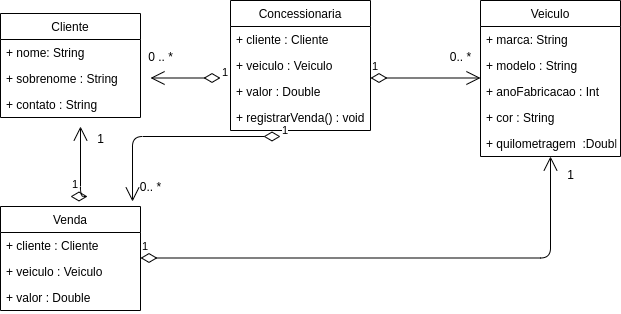 Cliente
+ nome: String
+ sobrenome : String
+ contato : String
Concessionaria
+ cliente : Cliente
+ veiculo : Veiculo
+ valor : Double
+ registrarVenda() : void
Veiculo
+ marca: String
+ modelo : String
+ anoFabricacao : Int
+ cor : String
+ quilometragem :Doubl
0 .. *
1
1
0.. *
1
0.. *
1
1
1
1
Venda
+ cliente : Cliente
+ veiculo : Veiculo
+ valor : Double